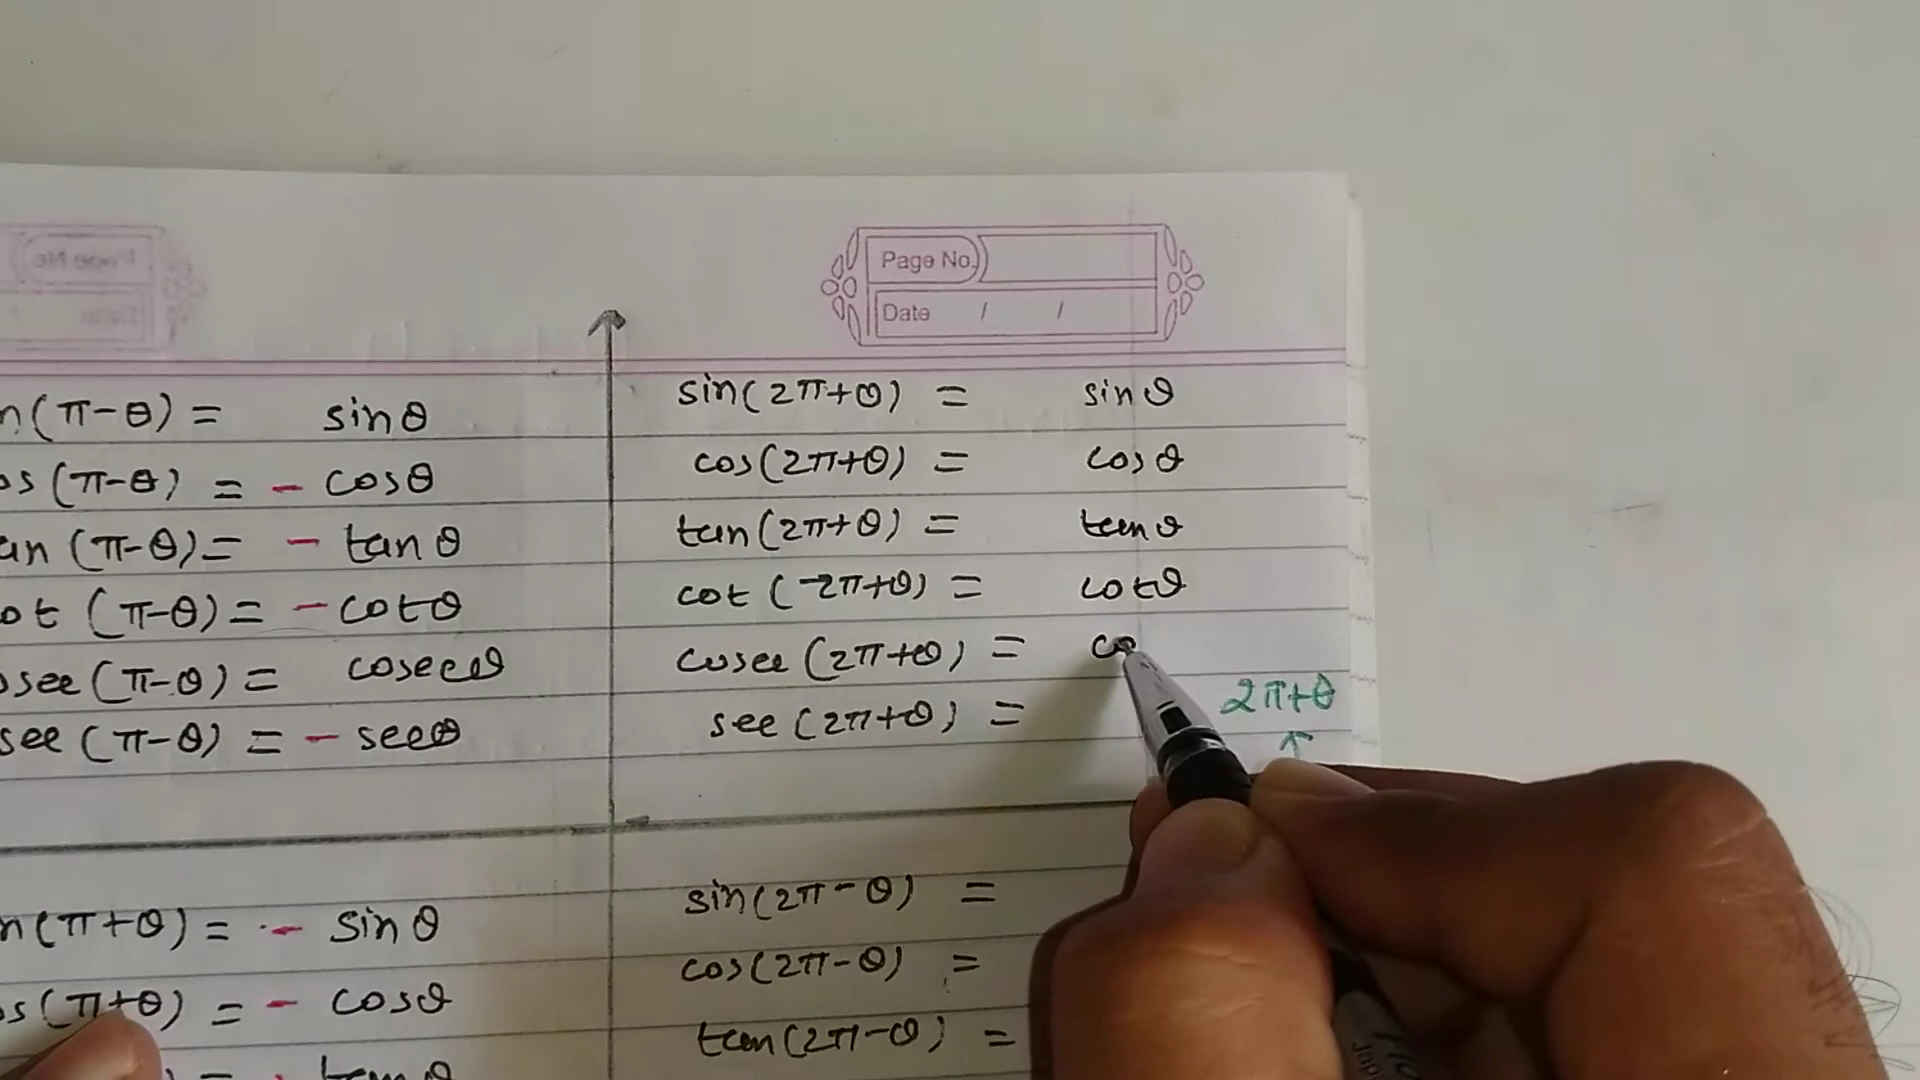 Page No.
Date / /
n(π-θ) = sinθ
os(π-θ) = - cosθ
an(π-θ) = - tanθ
ot(π-θ) = - cotθ
osec(π-θ) = cosecθ
sec(π-θ) = - secθ
sin(2π+θ) = sinθ
cos(2π+θ) = cosθ
tan(2π+θ) = tanθ
cot(2π+θ) = cotθ
cosec(2π+θ) = co
sec(2π+θ) =
2π+θ
↑
n(π+θ) = - sinθ
os(π+θ) = - cosθ
tanθ
sin(2π-θ) =
cos(2π-θ) =
tan(2π-θ) =